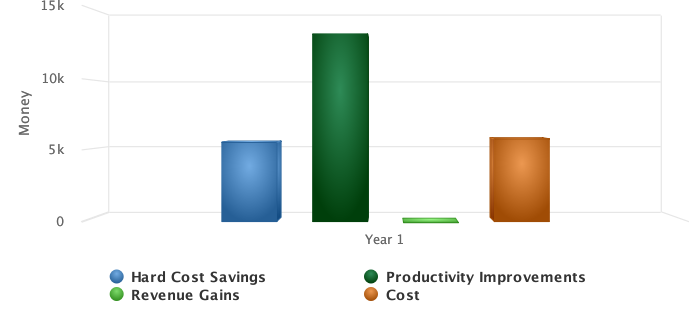 15k
10k
5k
0
Money
Year 1
Hard Cost Savings
Productivity Improvements
Revenue Gains
Cost